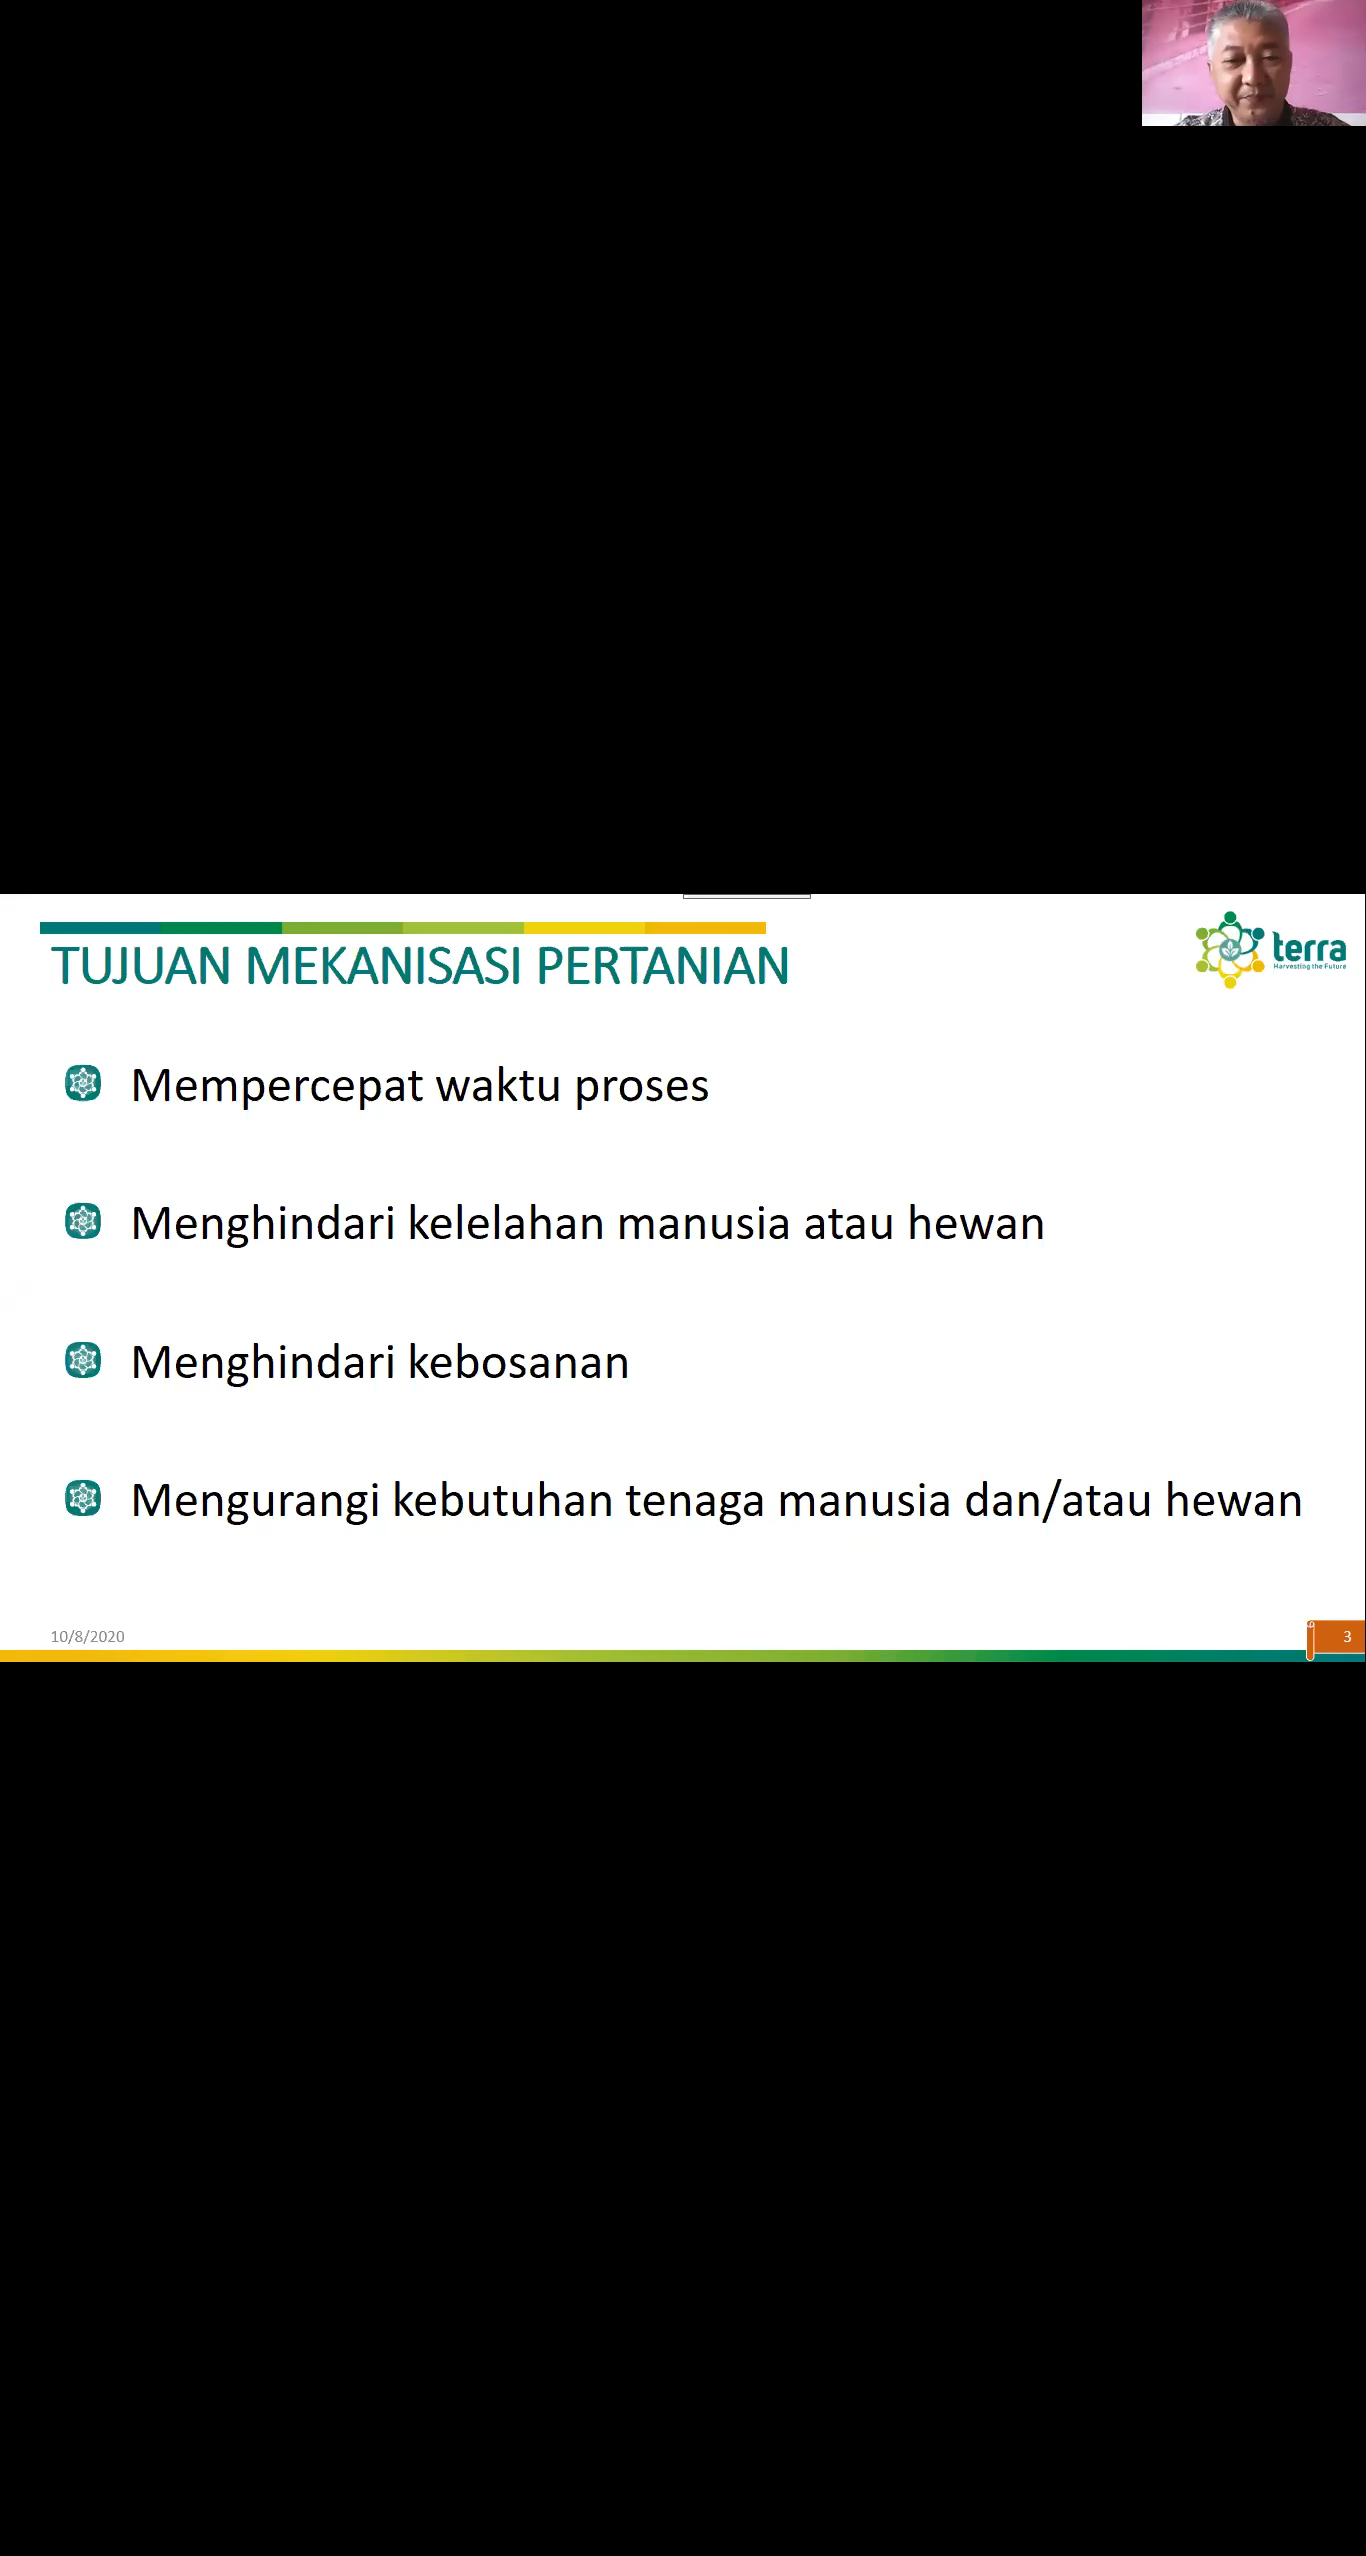 TUJUAN MEKANISASI PERTANIAN
terra
Harvesting the Future
Mempercepat waktu proses
Menghindari kelelahan manusia atau hewan
Menghindari kebosanan
Mengurangi kebutuhan tenaga manusia dan/atau hewan
10/8/2020
3